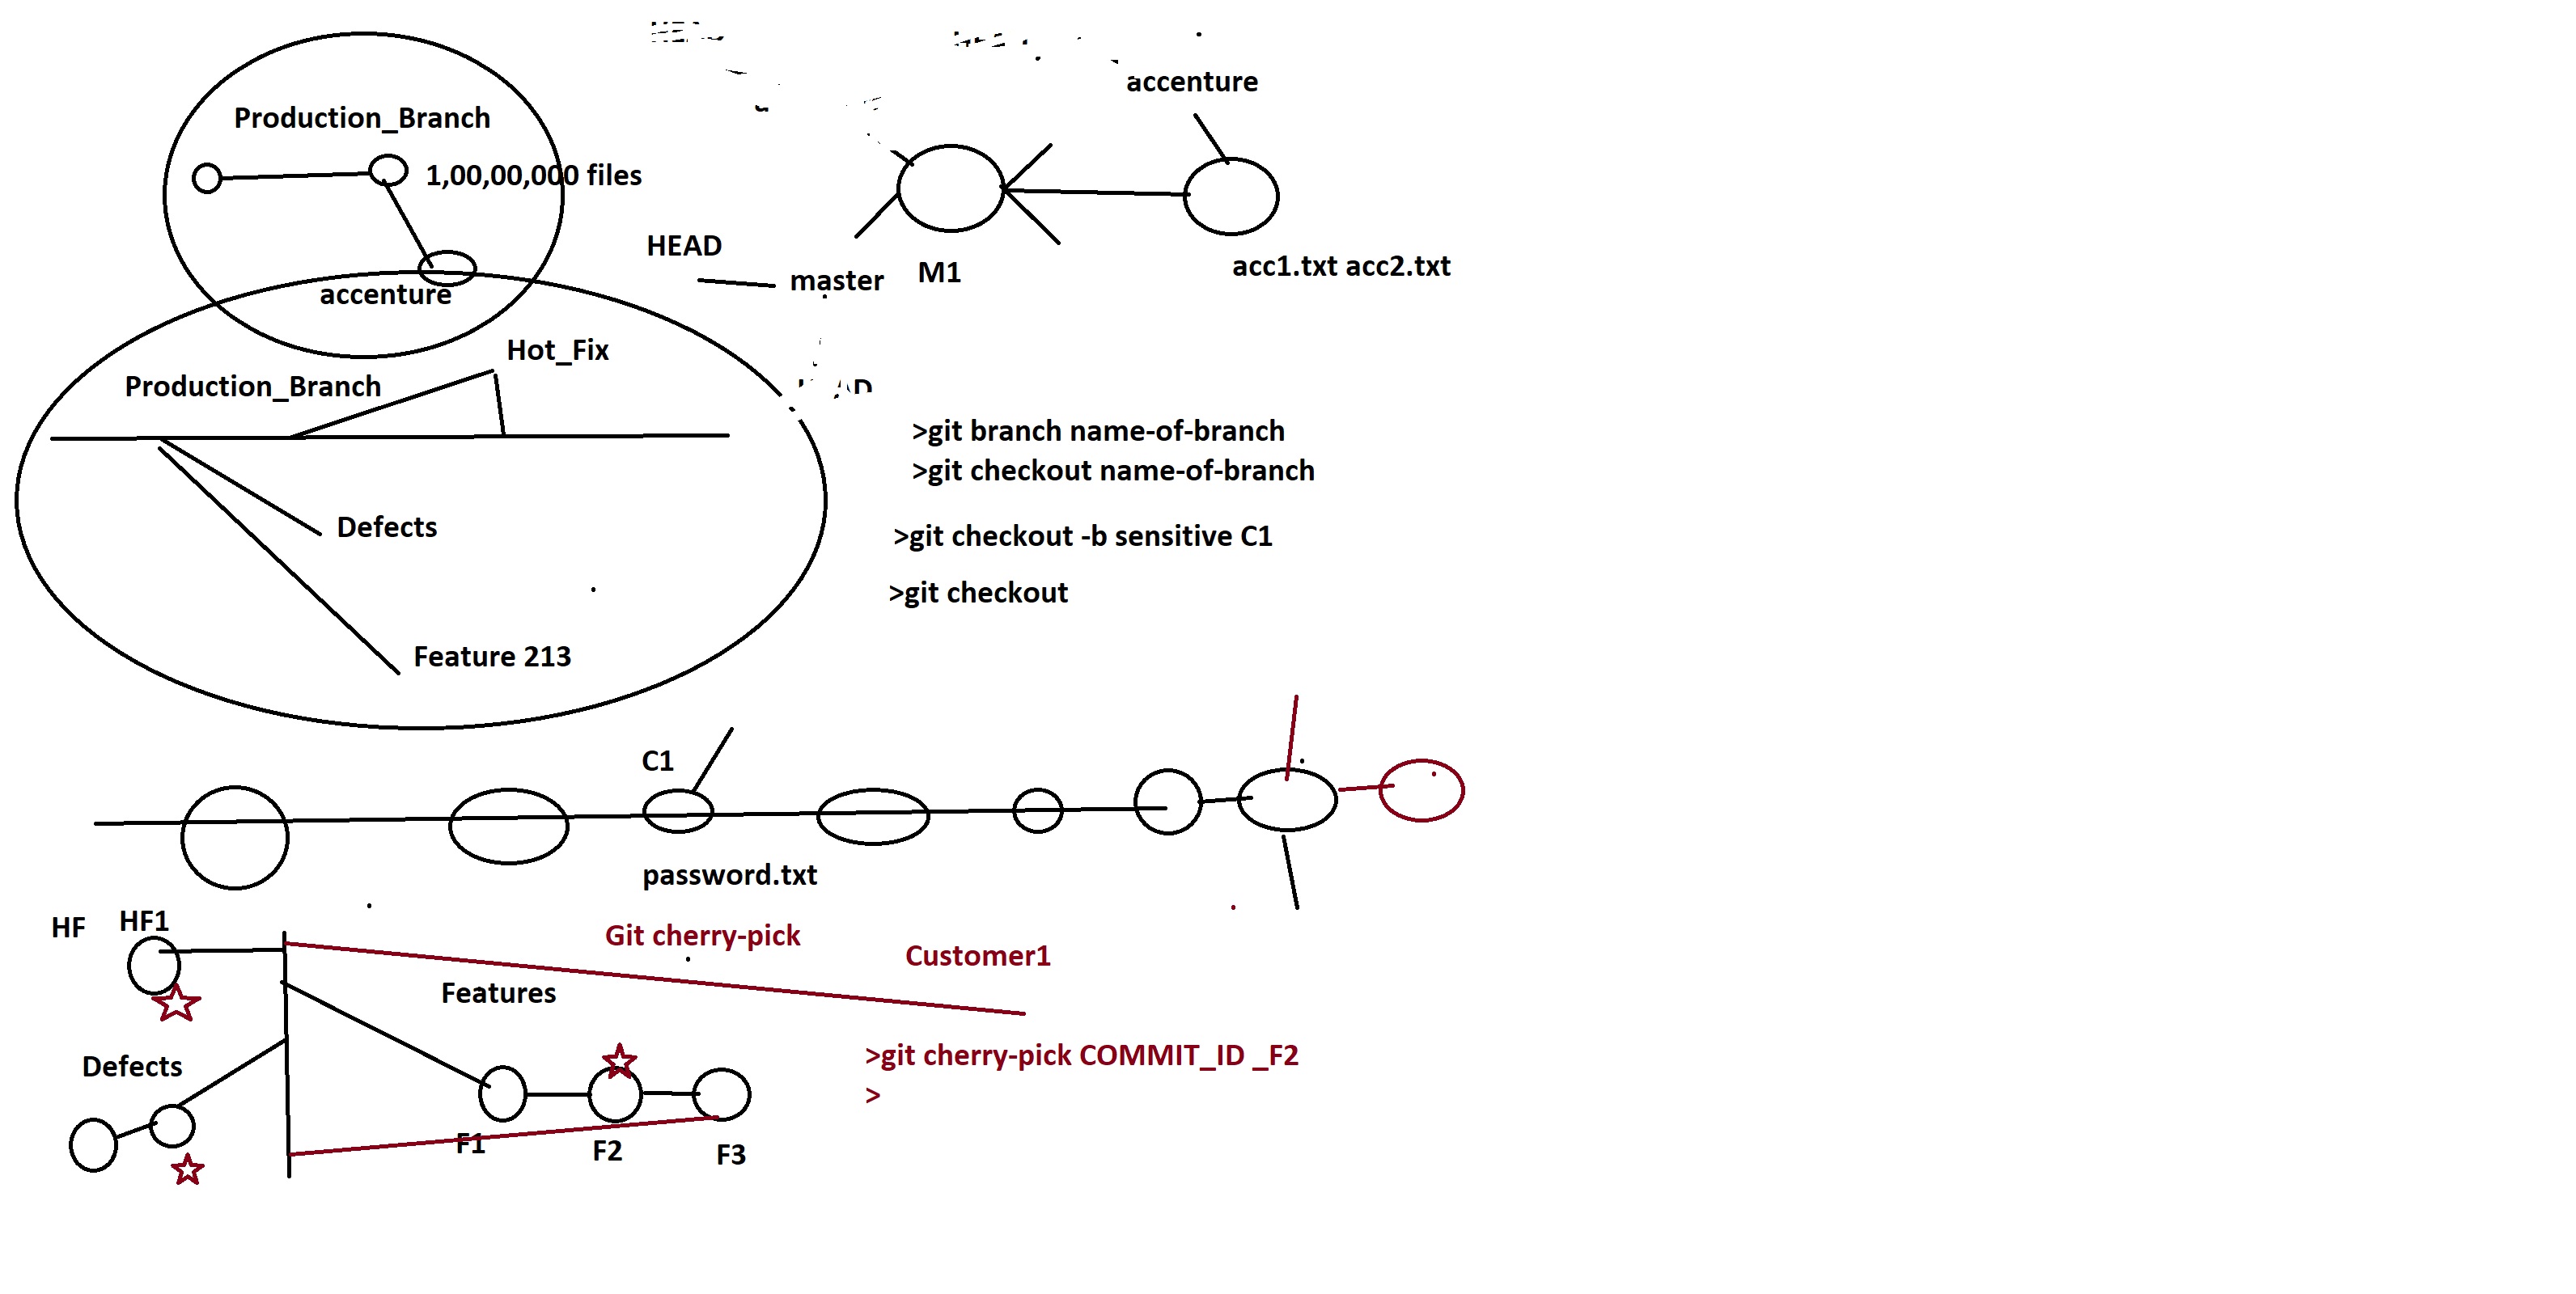 accenture
Production_Branch
1,00,00,000 files
HEAD
master
M1
acc1.txt acc2.txt
accenture
Hot_Fix
Production_Branch
>git branch name-of-branch
>git checkout name-of-branch
Defects
>git checkout -b sensitive C1
>git checkout
Feature 213
C1
password.txt
HF
HF1
Git cherry-pick
Customer1
Features
>git cherry-pick COMMIT_ID _F2
>
Defects
F1
F2
F3